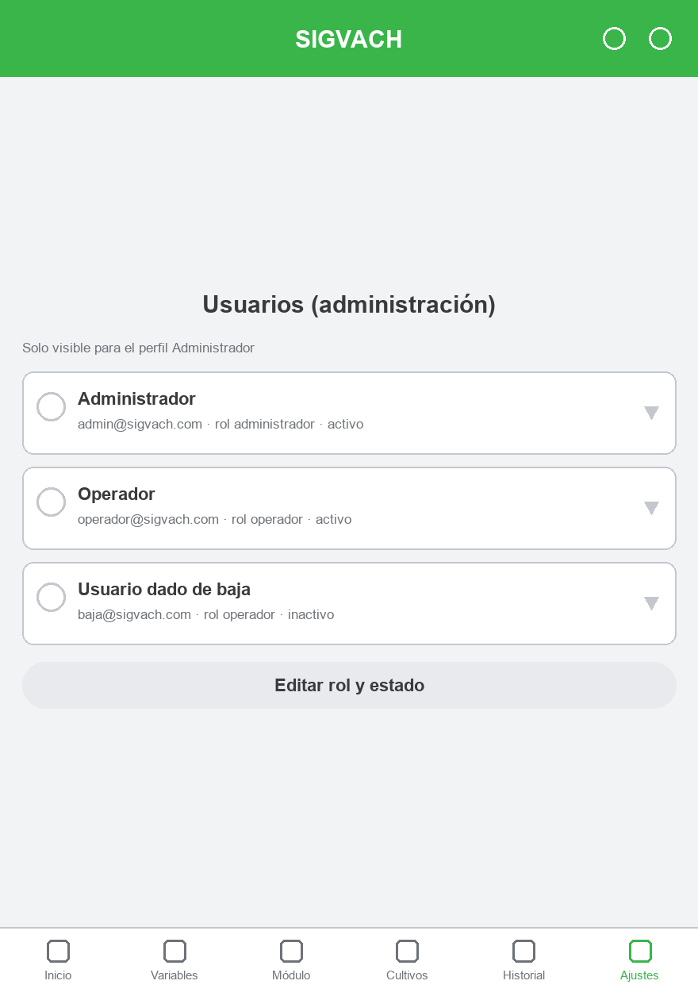 SIGVACH
Usuarios (administración)
Solo visible para el perfil Administrador
Administrador
admin@sigvach.com · rol administrador · activo
Operador
operador@sigvach.com · rol operador · activo
Usuario dado de baja
baja@sigvach.com · rol operador · inactivo
Editar rol y estado
Inicio
Variables
Módulo
Cultivos
Historial
Ajustes